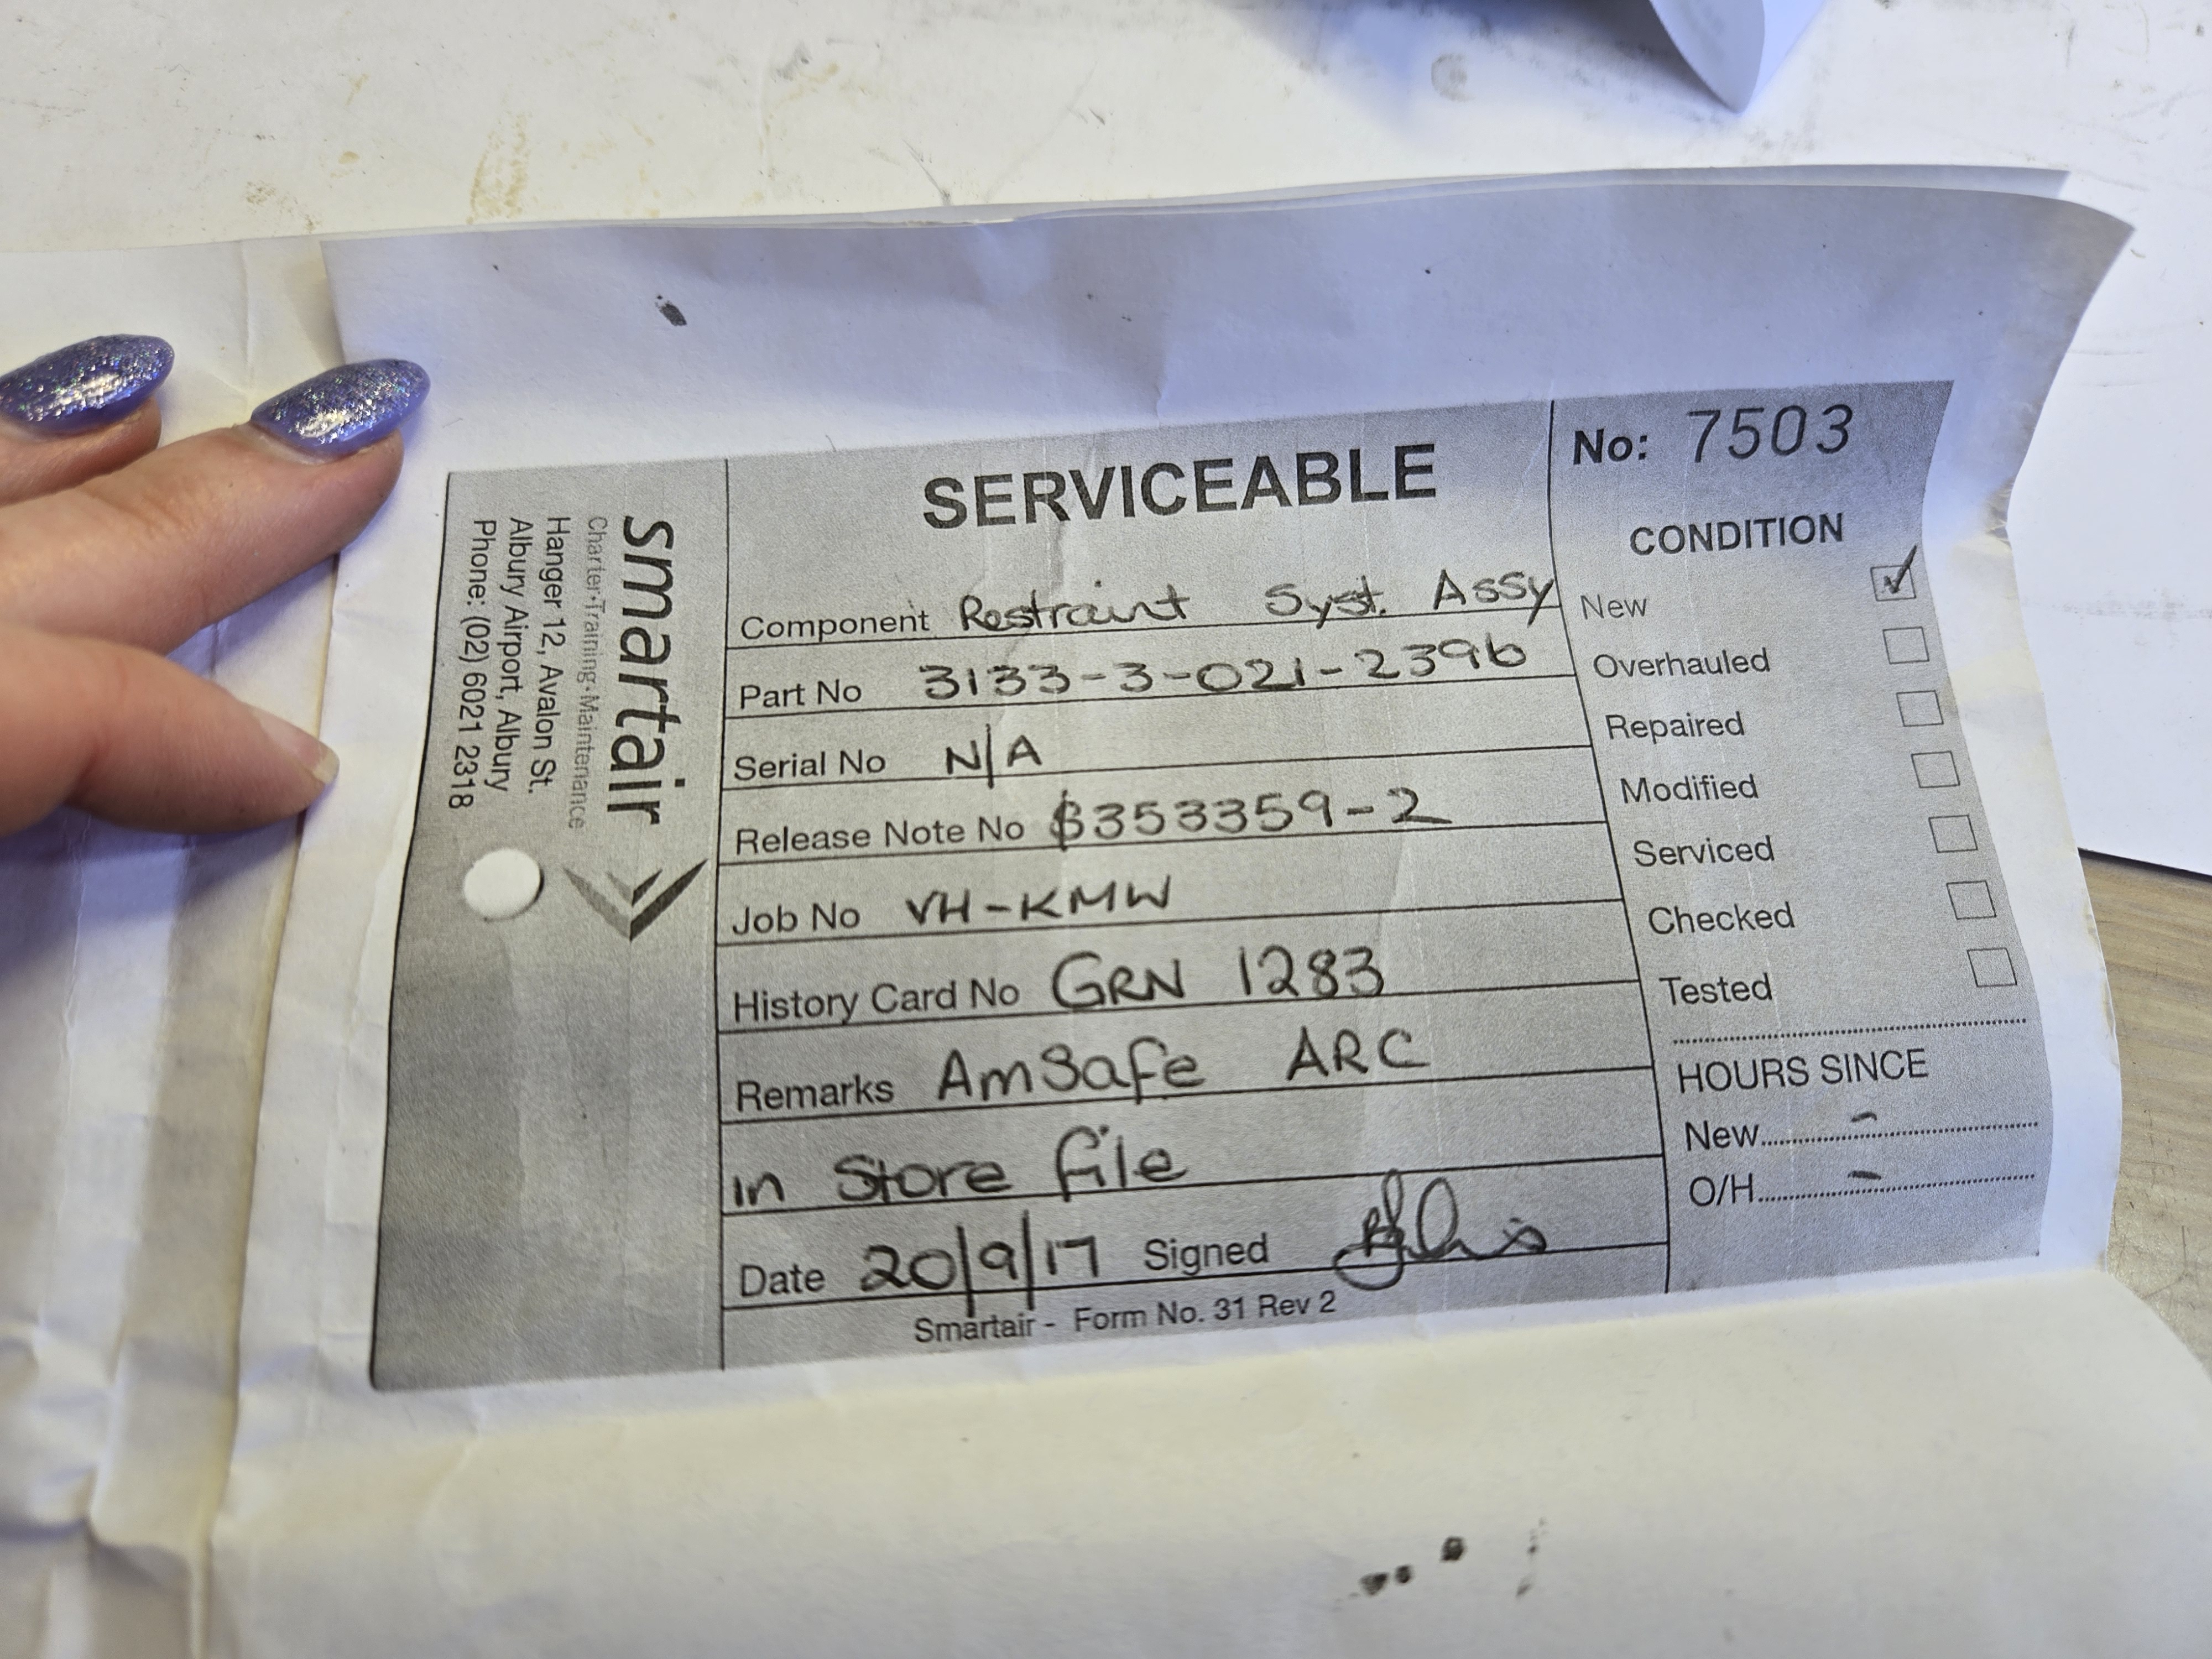 smartair
Charter•Training•Maintenance
Hanger 12, Avalon St.
Albury Airport, Albury
Phone: (02) 6021 2318
SERVICEABLE
Component Restraint Syst. Assy
Part No 3133-3-021-2396
Serial No N/A
Release Note No B353359-2
Job No VH-KMW
History Card No GRN 1283
Remarks AmSafe ARC
in Store file
Date 20/9/17 Signed
Smartair - Form No. 31 Rev 2
No: 7503
CONDITION
New ✓
Overhauled
Repaired
Modified
Serviced
Checked
Tested
HOURS SINCE
New -
O/H -